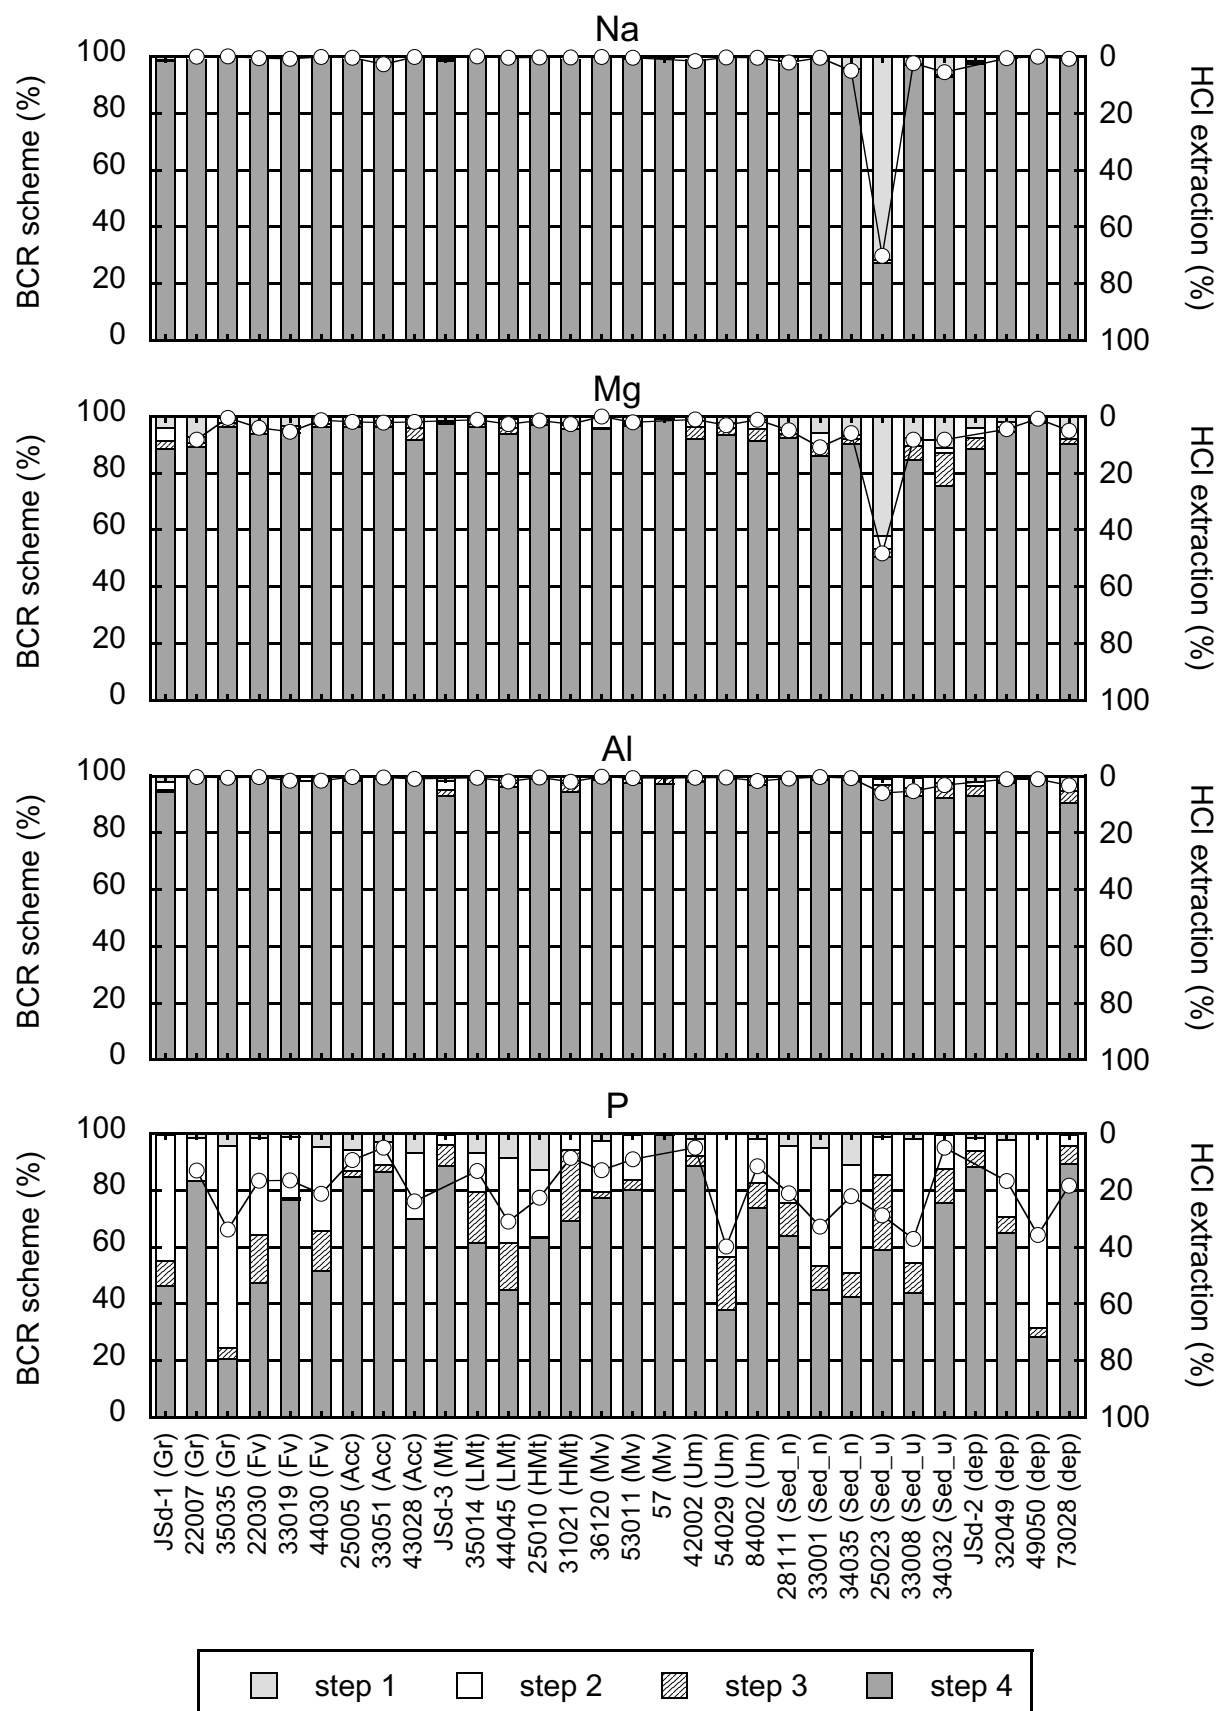 Na
BCR scheme (%)
100
80
60
40
20
0
0
20
40
60
80
100
HCl extraction (%)
Mg
BCR scheme (%)
100
80
60
40
20
0
0
20
40
60
80
100
HCl extraction (%)
Al
BCR scheme (%)
100
80
60
40
20
0
0
20
40
60
80
100
HCl extraction (%)
P
BCR scheme (%)
100
80
60
40
20
0
0
20
40
60
80
100
HCl extraction (%)
JSd-1 (Gr)
22007 (Gr)
35035 (Gr)
22030 (Fv)
33019 (Fv)
44030 (Fv)
25005 (Acc)
33051 (Acc)
43028 (Acc)
JSd-3 (Mt)
35014 (LMt)
44045 (LMt)
25010 (HMt)
31021 (HMt)
36120 (Mv)
53011 (Mv)
57 (Mv)
42002 (Um)
54029 (Um)
84002 (Um)
28111 (Sed_n)
33001 (Sed_n)
34035 (Sed_n)
25023 (Sed_u)
33008 (Sed_u)
34032 (Sed_u)
JSd-2 (dep)
32049 (dep)
49050 (dep)
73028 (dep)
step 1 step 2 step 3 step 4